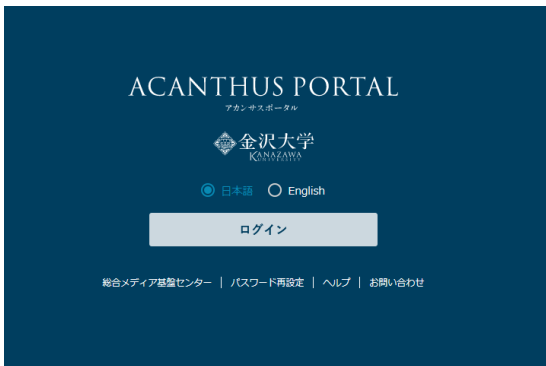 ACANTHUS PORTAL
アカンサスポータル
金沢大学
KANAZAWA
UNIVERSITY
日本語 English
ログイン
総合メディア基盤センター | パスワード再設定 | ヘルプ | お問い合わせ